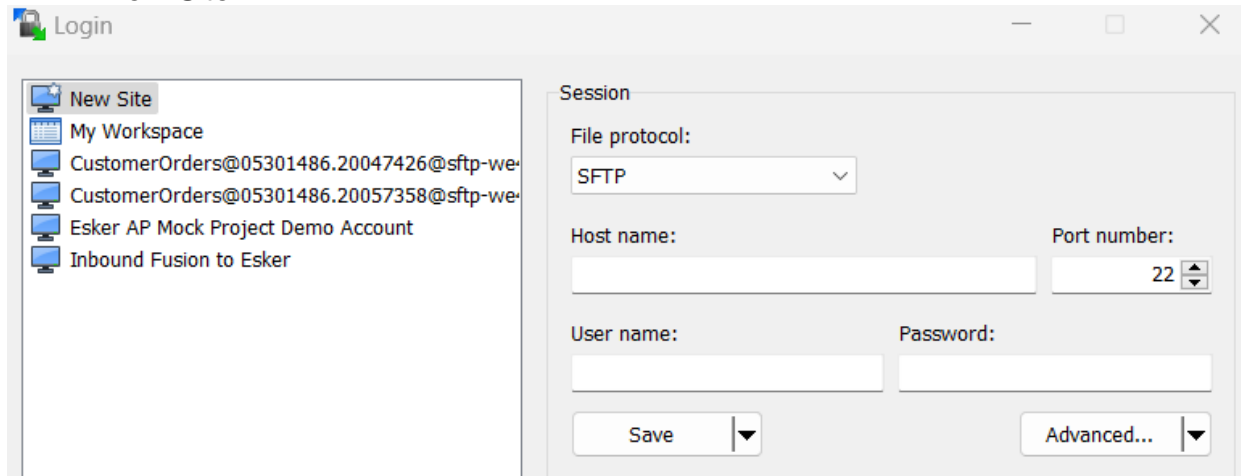 Login
New Site
My Workspace
CustomerOrders@05301486.20047426@sftp-we
CustomerOrders@05301486.20057358@sftp-we
Esker AP Mock Project Demo Account
Inbound Fusion to Esker
Session
File protocol:
SFTP
Host name:
Port number:
22
User name:
Password:
Save
Advanced...